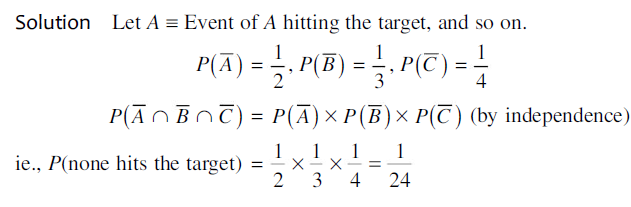 Solution Let A ≡ Event of A hitting the target, and so on.
P(A̅) = 1/2, P(B̅) = 1/3, P(C̅) = 1/4
P(A̅ ∩ B̅ ∩ C̅) = P(A̅) × P(B̅) × P(C̅) (by independence)
ie., P(none hits the target) = 1/2 × 1/3 × 1/4 = 1/24